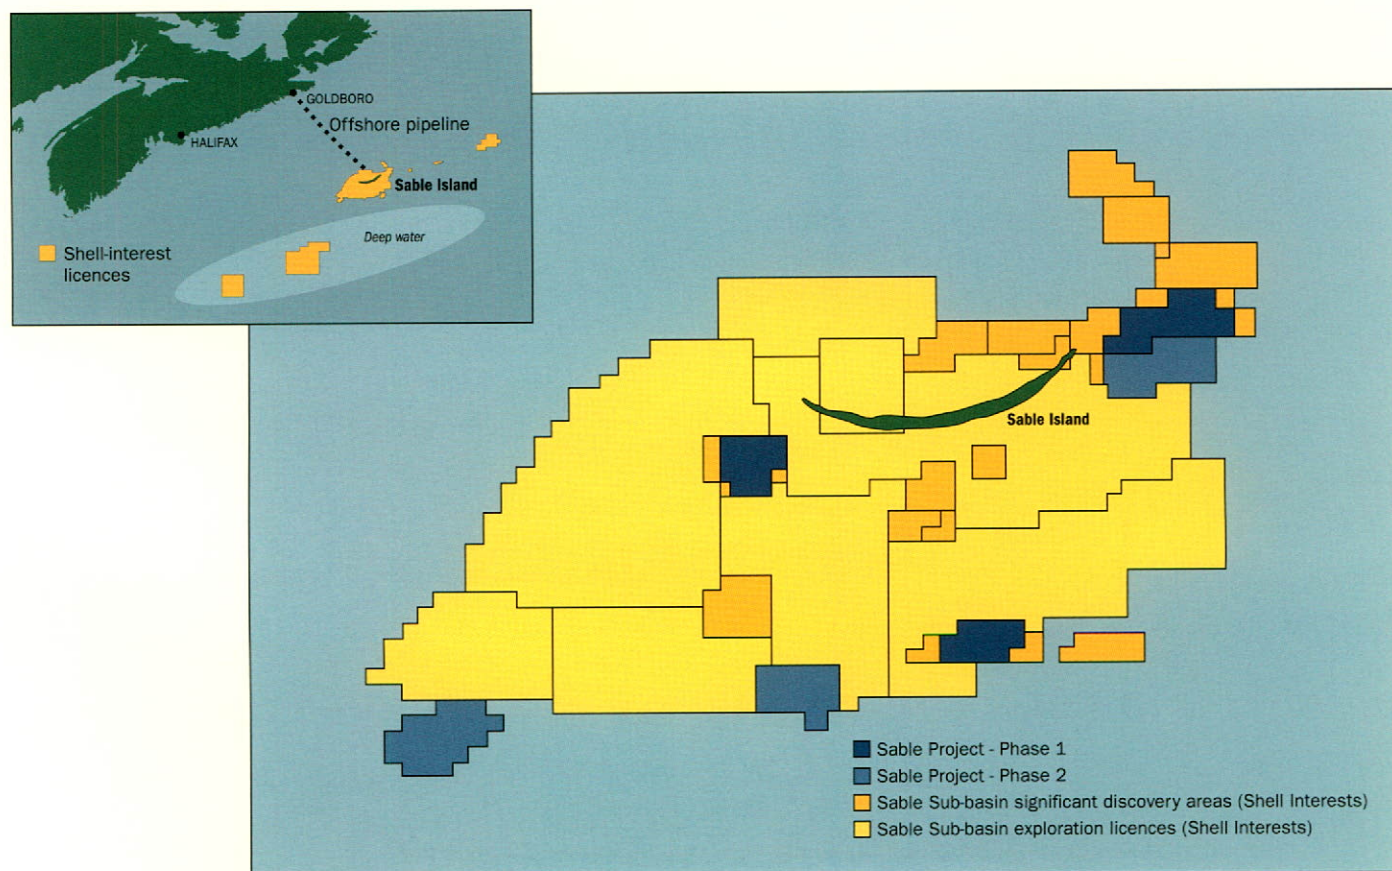 GOLDBORO
Offshore pipeline
HALIFAX
Sable Island
Deep water
Shell-interest
licences
Sable Island
Sable Project - Phase 1
Sable Project - Phase 2
Sable Sub-basin significant discovery areas (Shell Interests)
Sable Sub-basin exploration licences (Shell Interests)